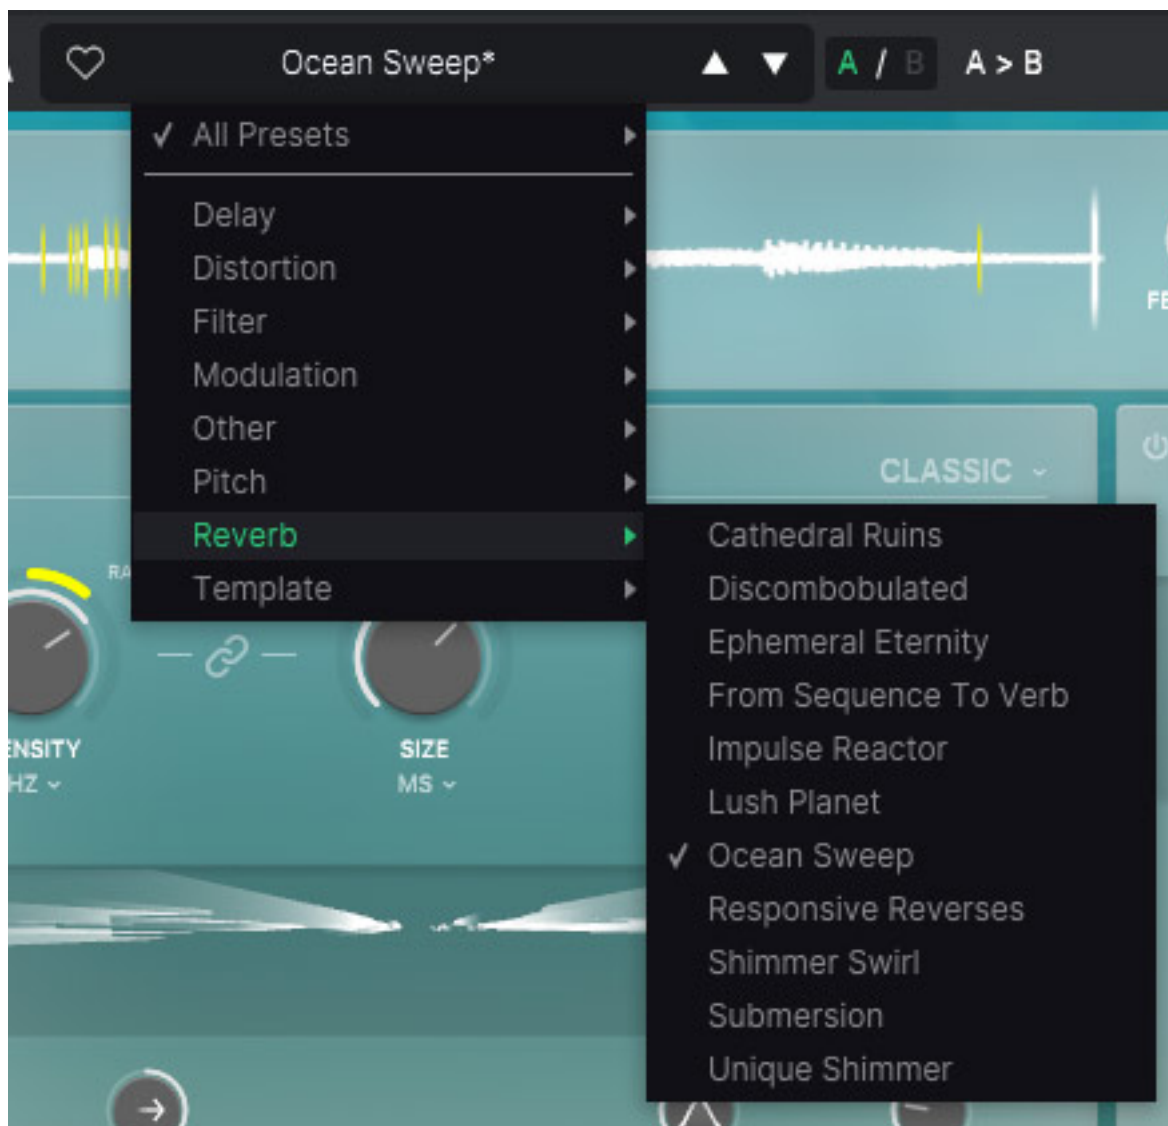 Ocean Sweep*
A / B
A > B
All Presets
Delay
Distortion
Filter
Modulation
Other
Pitch
CLASSIC
Reverb
Template
Cathedral Ruins
Discombobulated
Ephemeral Eternity
From Sequence To Verb
Impulse Reactor
Lush Planet
Ocean Sweep
Responsive Reverses
Shimmer Swirl
Submersion
Unique Shimmer
SIZE
MS
HZ